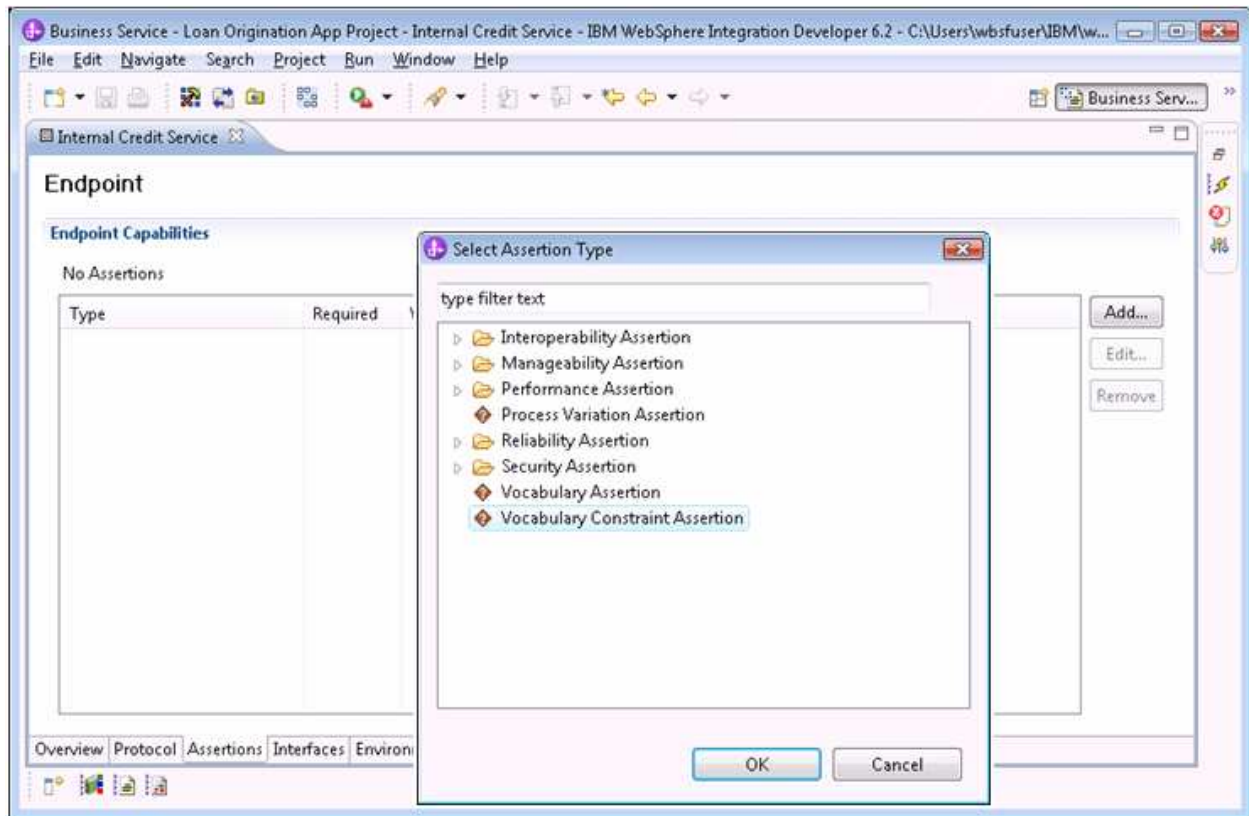 Business Service - Loan Origination App Project - Internal Credit Service - IBM WebSphere Integration Developer 6.2 - C:\Users\wbsfuser\IBM\w...
File Edit Navigate Search Project Run Window Help
Business Serv...
Internal Credit Service
Endpoint
Endpoint Capabilities
No Assertions
Type Required
Add...
Edit...
Remove
Select Assertion Type
type filter text
Interoperability Assertion
Manageability Assertion
Performance Assertion
Process Variation Assertion
Reliability Assertion
Security Assertion
Vocabulary Assertion
Vocabulary Constraint Assertion
OK Cancel
Overview Protocol Assertions Interfaces Environ